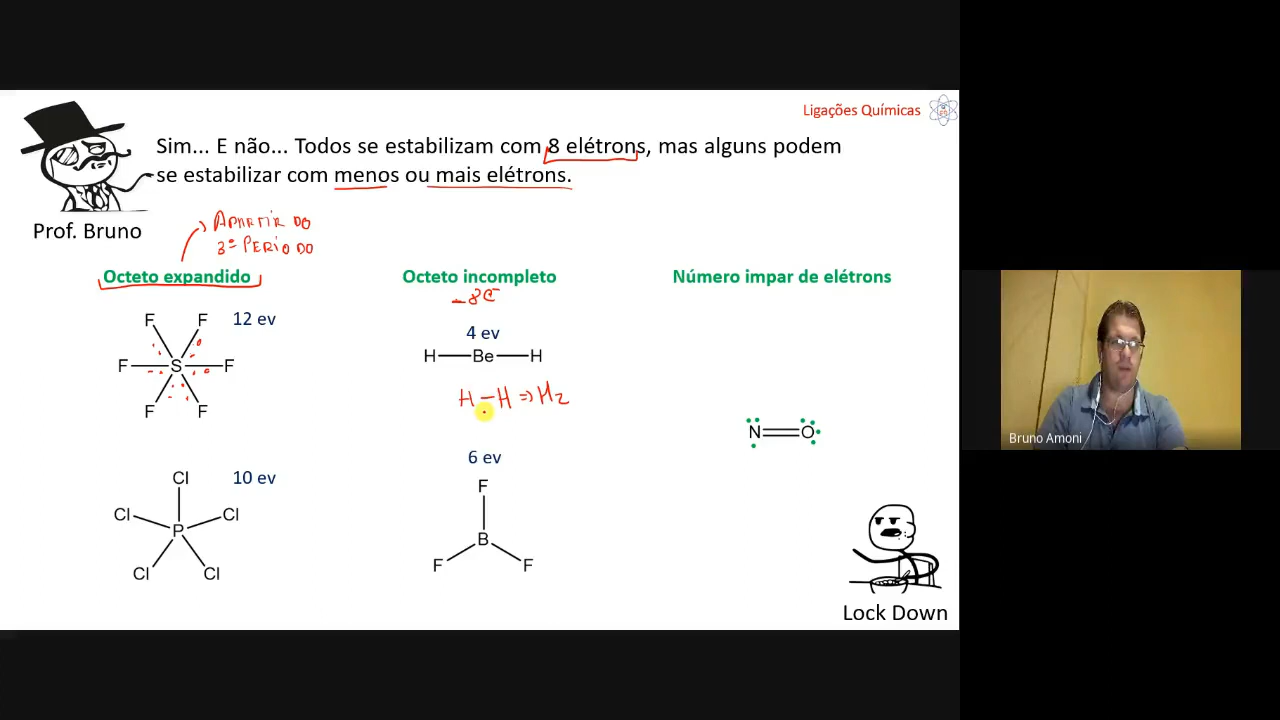 Ligações Químicas
Sim... E não... Todos se estabilizam com 8 elétrons, mas alguns podem
se estabilizar com menos ou mais elétrons.
Prof. Bruno
APARTIR DO
3º PERÍODO
Octeto expandido
Octeto incompleto
Número impar de elétrons
- 8e⁻
F F 12 ev
F S F
F F
4 ev
H Be H
H - H => H2
N O
Cl 10 ev
Cl Cl
P
Cl Cl
6 ev
F
B
F F
Lock Down
Bruno Amoni